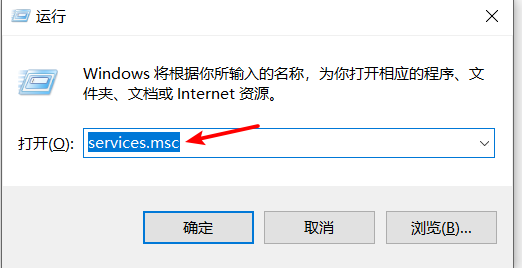 运行
Windows 将根据你所输入的名称，为你打开相应的程序、文
件夹、文档或 Internet 资源。
打开(O): services.msc
确定 取消 浏览(B)...